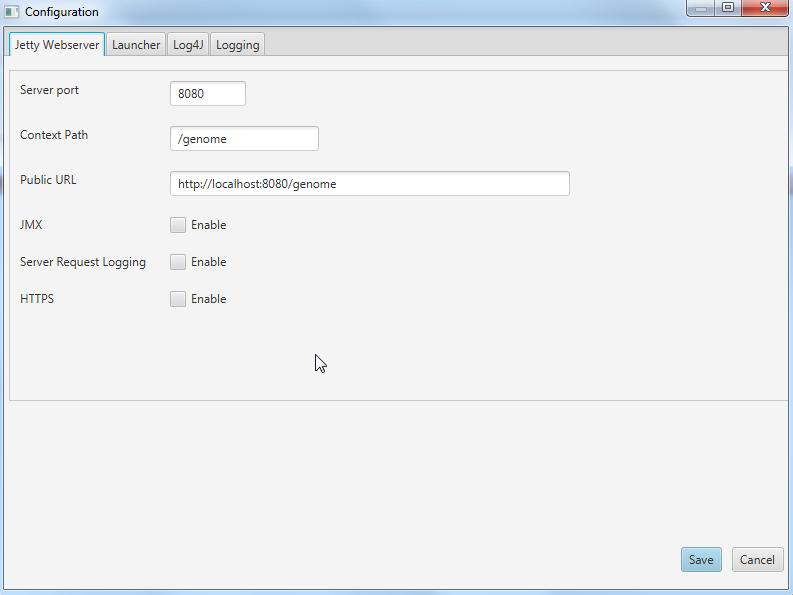 Configuration
Jetty Webserver Launcher Log4J Logging
Server port 8080
Context Path /genome
Public URL http://localhost:8080/genome
JMX Enable
Server Request Logging Enable
HTTPS Enable
Save Cancel